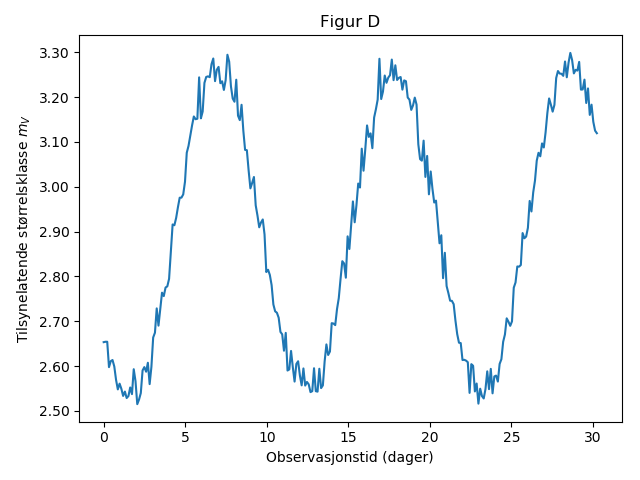 Figur D
3.30
3.20
3.10
3.00
2.90
2.80
2.70
2.60
2.50
Tilsynelatende størrelsklasse m_V
0 5 10 15 20 25 30
Observasjonstid (dager)